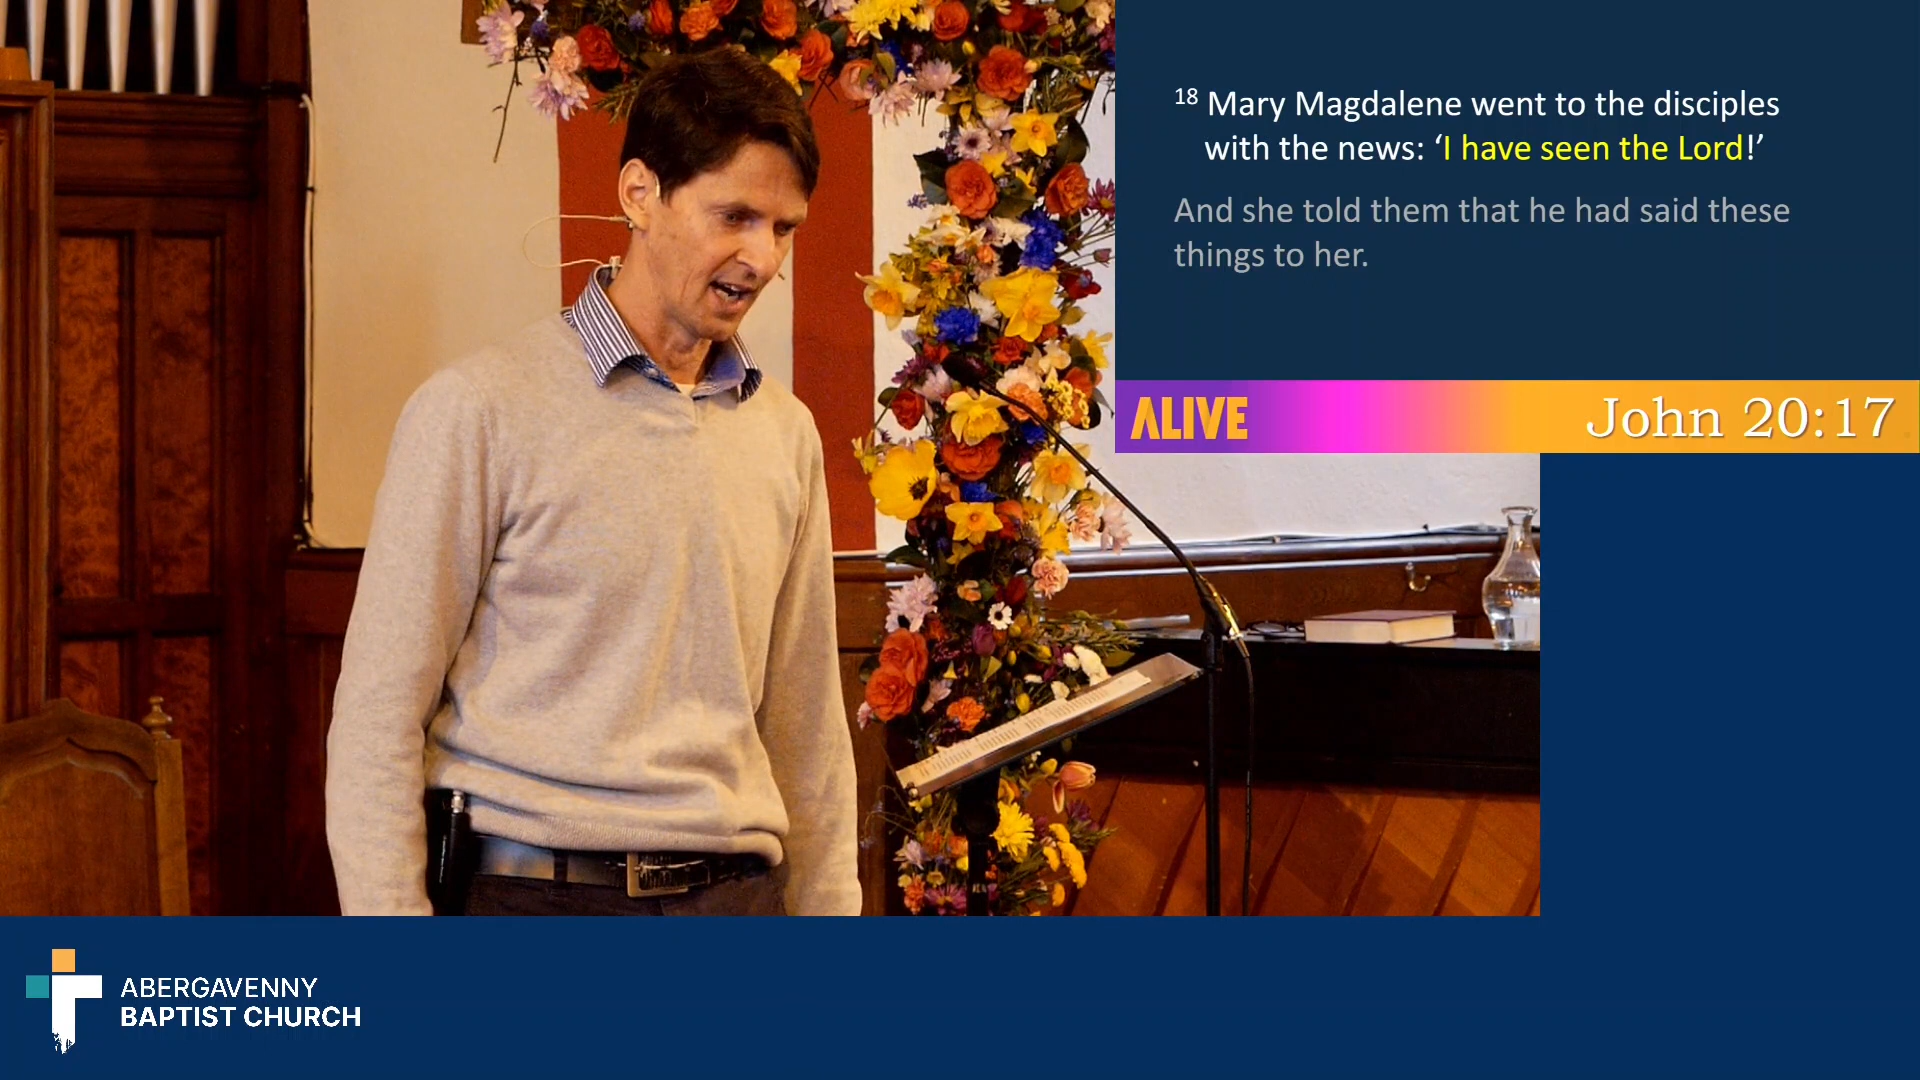 18 Mary Magdalene went to the disciples
with the news: ‘I have seen the Lord!’
And she told them that he had said these
things to her.
ALIVE
John 20:17
ABERGAVENNY
BAPTIST CHURCH